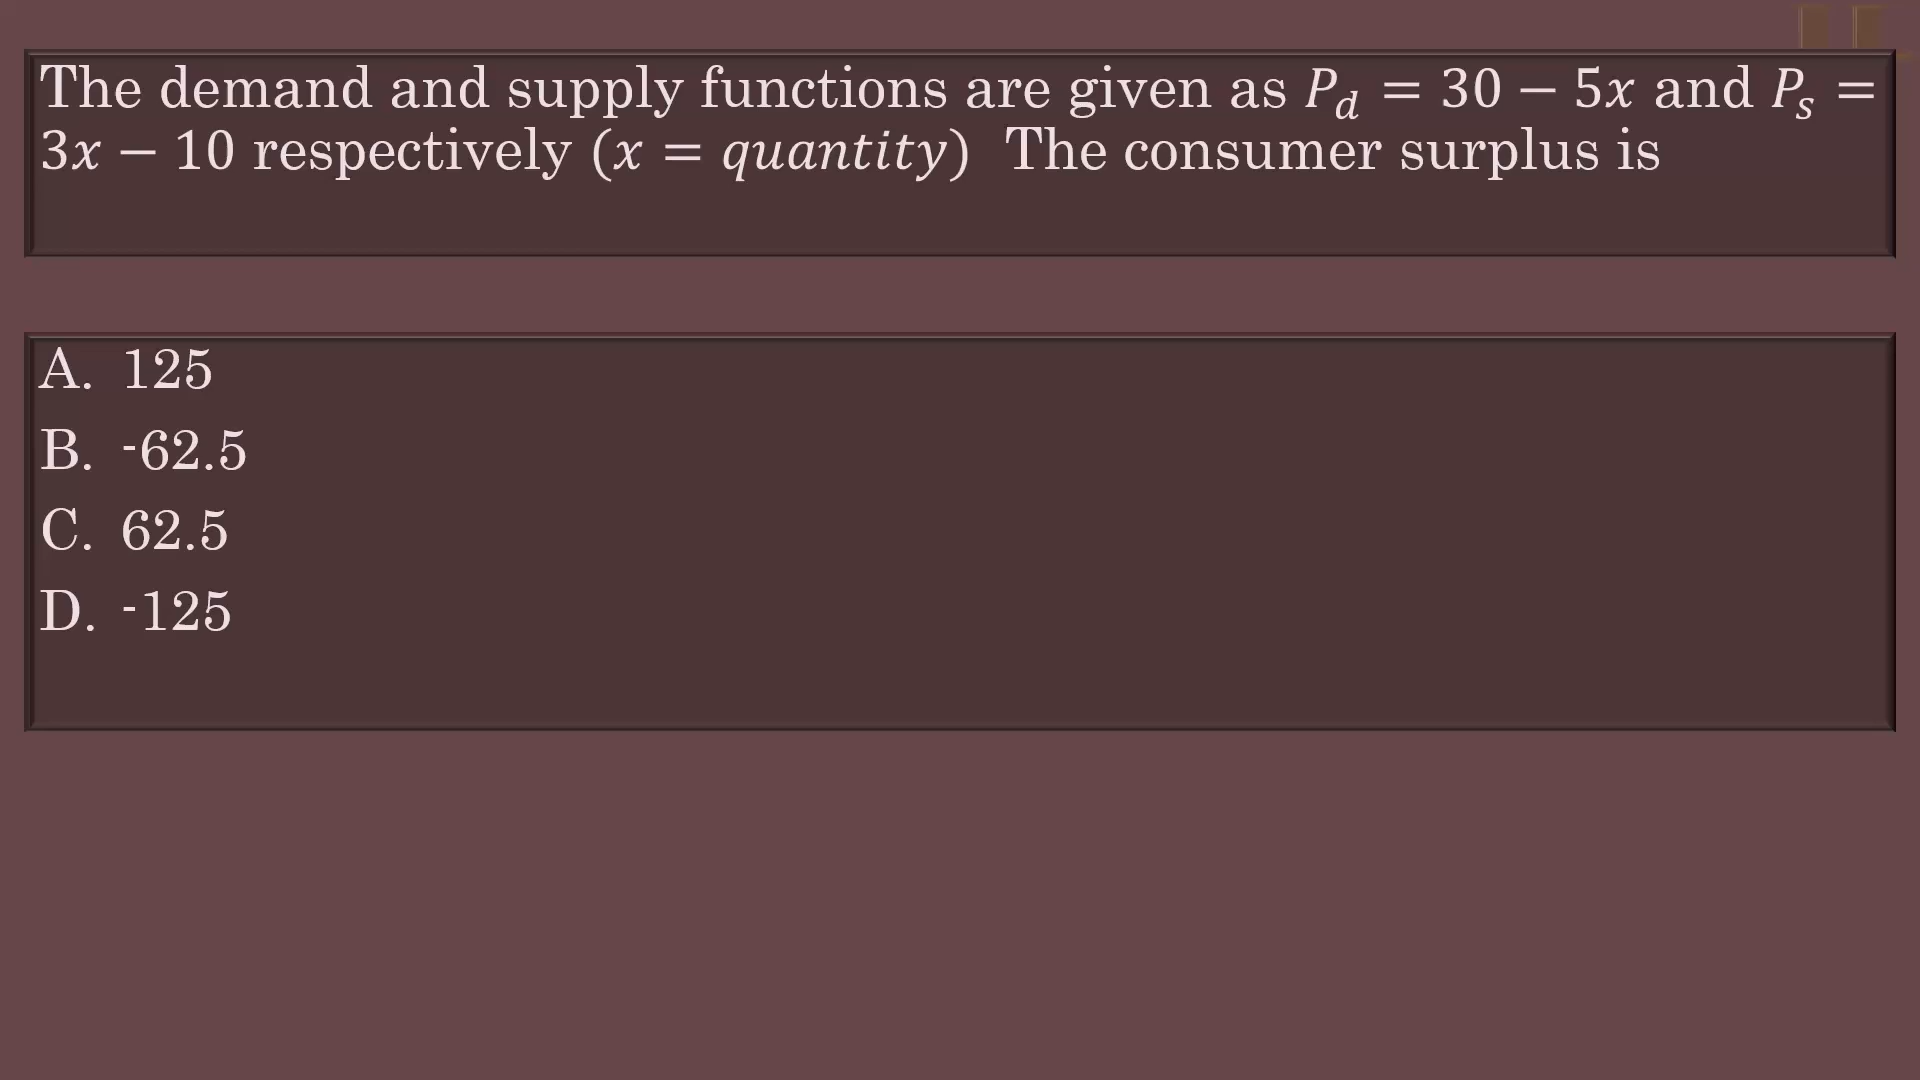 The demand and supply functions are given as P_d = 30 − 5x and P_s =
3x − 10 respectively (x = quantity) The consumer surplus is
A. 125
B. -62.5
C. 62.5
D. -125